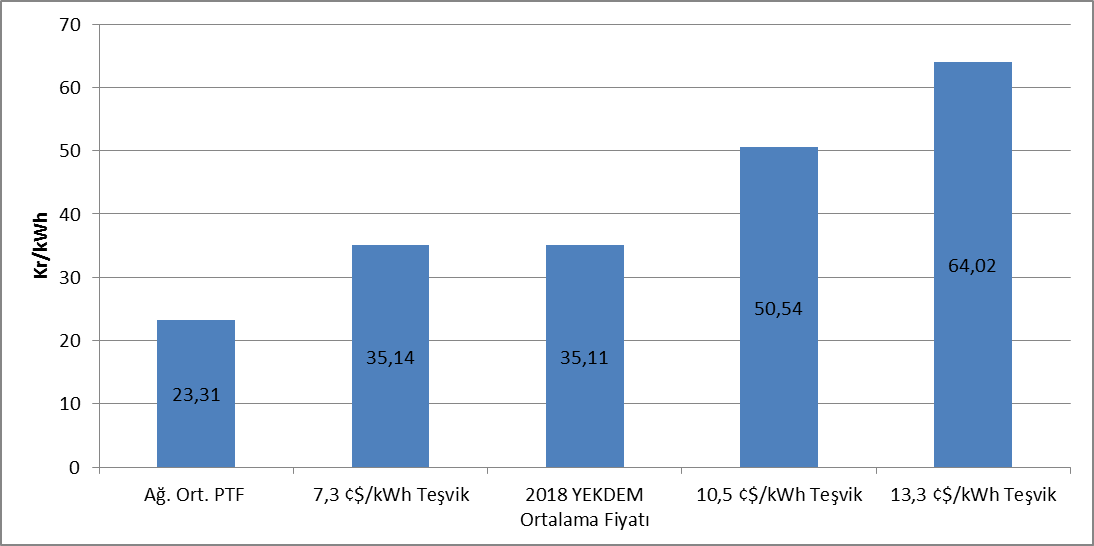 70
60
50
40
30
20
10
0
Kr/kWh
23,31
35,14
35,11
50,54
64,02
Ağ. Ort. PTF
7,3 ¢$/kWh Teşvik
2018 YEKDEM
Ortalama Fiyatı
10,5 ¢$/kWh Teşvik
13,3 ¢$/kWh Teşvik